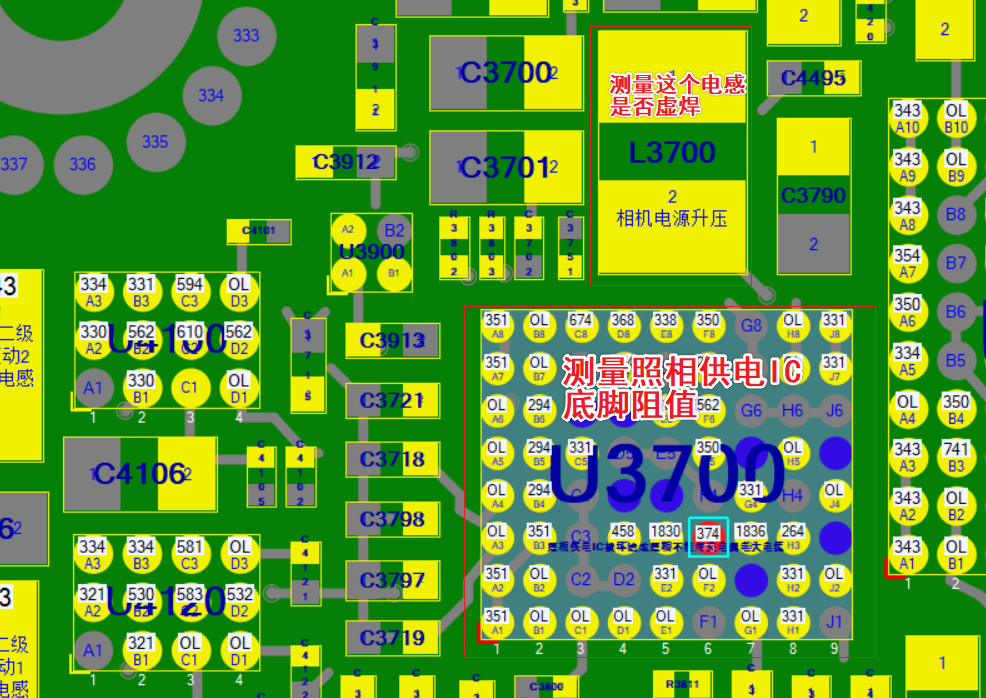 333
334
335
336
337
C3700
1
2
C3701
2
C3912
C4101
测量这个电感
是否虚焊
1
L3700
2
相机电源升压
2
C4495
1
C3790
2
2
U3900
A2
B2
A1
B1
334 331 594 OL
A3 B3 C3 D3
U4100
330 562 610 562
A2 B2 C2 D2
330 OL
A1 B1 C1 D1
1 2 3 4
二级
动2
电感
C3913
C3721
C3718
C3798
C3797
C3719
C4106
1
2
334 334 581 OL
A3 B3 C3 D3
U4120
321 530 583 532
A2 B2 C2 D2
321 OL OL
A1 B1 C1 D1
1 2 3 4
二级
动1
电感
351 OL 674 368 338 350 OL 331
A8 B8 C8 D8 E8 F8 G8 H8 J8
351 OL 331
A7 B7 J7
测量照相供电IC
底脚阻值
OL 294 562
A6 B6 F6 G6 H6 J6
U3700
OL 294 331 350 OL
A5 B5 C5 H5
OL 294 331 OL
A4 B4 G4 H4 J4
OL 351 458 1830 374 1836 264
A3 B3 C3 H3
351 OL 331 OL 331 OL
A2 B2 C2 D2 E2 F2 H2 J2
351 OL OL OL OL OL 331
A1 B1 C1 D1 E1 F1 G1 H1 J1
1 2 3 4 5 6 7 8 9
343 OL
A10 B10
343 OL
A9 B9
343
A8 B8
354
A7 B7
350
A6 B6
334
A5 B5
OL 350
A4 B4
343 741
A3 B3
343 OL
A2 B2
343 OL
A1 B1
1 2
1
C3800
R3811